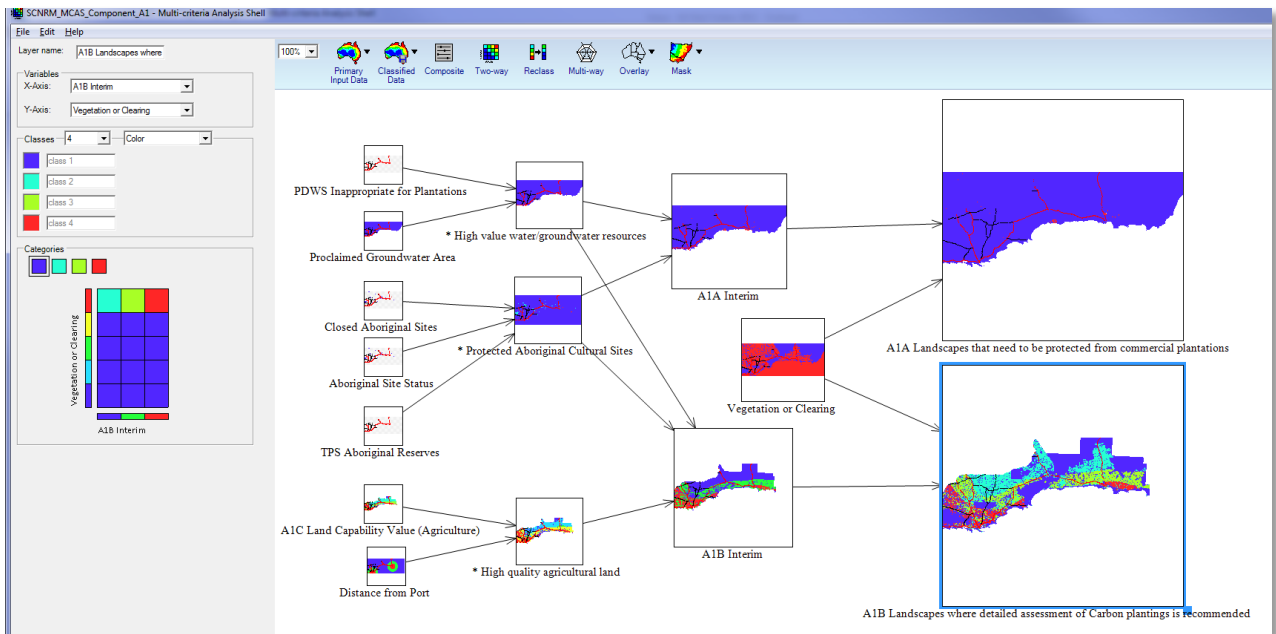 SCNRM_MCAS_Component_A1 - Multi-criteria Analysis Shell
File Edit Help
Layer name: A1B Landscapes where
Variables
X-Axis: A1B Interim
Y-Axis: Vegetation or Clearing
Classes 4 Color
class 1
class 2
class 3
class 4
Categories
Vegetation or Clearing
A1B Interim
100%
Primary Input Data
Classified Data
Composite
Two-way
Reclass
Multi-way
Overlay
Mask
PDWS Inappropriate for Plantations
Proclaimed Groundwater Area
* High value water/groundwater resources
Closed Aboriginal Sites
Aboriginal Site Status
* Protected Aboriginal Cultural Sites
TPS Aboriginal Reserves
A1C Land Capability Value (Agriculture)
Distance from Port
* High quality agricultural land
A1A Interim
Vegetation or Clearing
A1B Interim
A1A Landscapes that need to be protected from commercial plantations
A1B Landscapes where detailed assessment of Carbon plantings is recommended